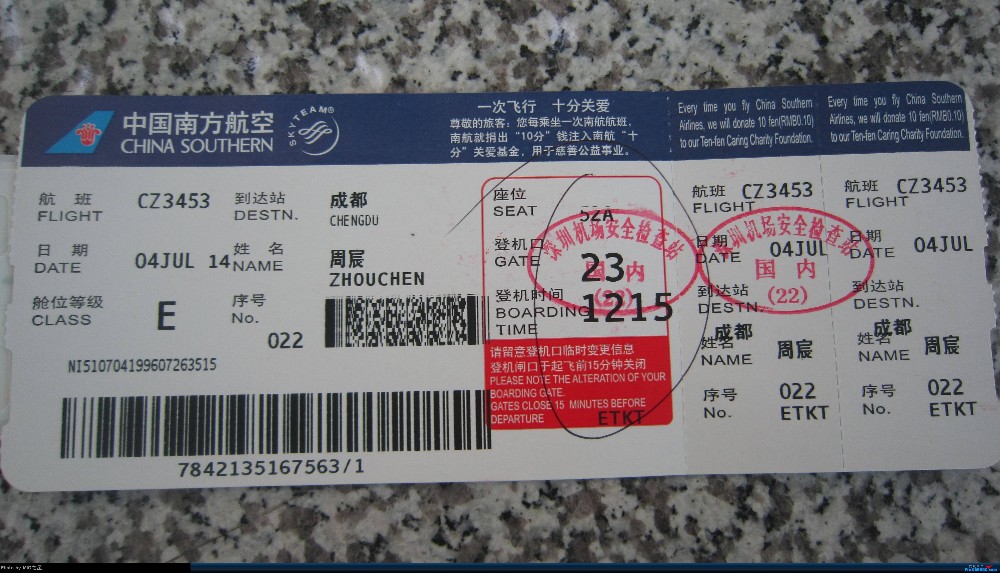 中国南方航空
CHINA SOUTHERN
SKYTEAM
一次飞行 十分关爱
尊敬的旅客：您每乘坐一次南航航班，
南航就捐出“10分”钱注入南航“十
分”关爱基金，用于慈善公益事业。
Every time you fly China Southern
Airlines, we will donate 10 fen(RMB0.10)
to our Ten-fen Caring Charity Foundation.
Every time you fly China Southern
Airlines, we will donate 10 fen(RMB0.10)
to our Ten-fen Caring Charity Foundation.
航班 CZ3453 到达站 成都
FLIGHT DESTN. CHENGDU
日期 04JUL 14 姓名 周宸
DATE NAME ZHOUCHEN
舱位等级 E 序号
CLASS No. 022
NI510704199607263515
7842135167563/1
座位
SEAT 52A
登机口
GATE 23
登机时间
BOARDING 1215
TIME
深圳机场安全检查站
国内
(22)
请留意登机口临时变更信息
登机闸口于起飞前15分钟关闭
PLEASE NOTE THE ALTERATION OF YOUR
BOARDING GATE.
GATES CLOSE 15 MINUTES BEFORE
DEPARTURE ETKT
航班 CZ3453
FLIGHT
日期 04JUL
DATE
到达站
DESTN.
成都
姓名 周宸
NAME
序号 022
No. ETKT
深圳机场安全检查站
国内
(22)
航班 CZ3453
FLIGHT
日期 04JUL
DATE
到达站
DESTN.
成都
姓名 周宸
NAME
序号 022
No. ETKT